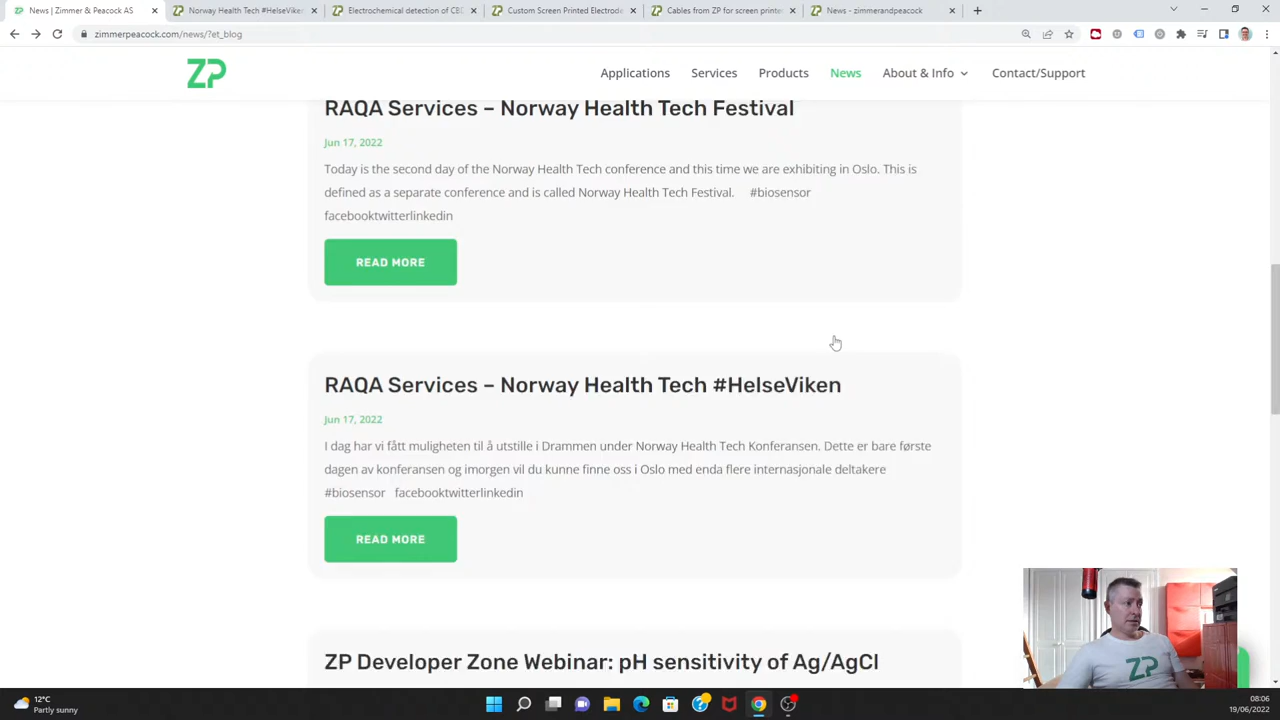 News | Zimmer & Peacock AS
Norway Health Tech #HelseViken
Electrochemical detection of CBD
Custom Screen Printed Electrode
Cables from ZP for screen printed
News - zimmerandpeacock
zimmerpeacock.com/news/?et_blog
ZP
Applications
Services
Products
News
About & Info
Contact/Support
RAQA Services – Norway Health Tech Festival
Jun 17, 2022
Today is the second day of the Norway Health Tech conference and this time we are exhibiting in Oslo. This is
defined as a separate conference and is called Norway Health Tech Festival. #biosensor
facebooktwitterlinkedin
READ MORE
RAQA Services – Norway Health Tech #HelseViken
Jun 17, 2022
I dag har vi fått muligheten til å utstille i Drammen under Norway Health Tech Konferansen. Dette er bare første
dagen av konferansen og imorgen vil du kunne finne oss i Oslo med enda flere internasjonale deltakere
#biosensor facebooktwitterlinkedin
READ MORE
ZP Developer Zone Webinar: pH sensitivity of Ag/AgCl
ZP
12°C
Partly sunny
08:06
19/06/2022